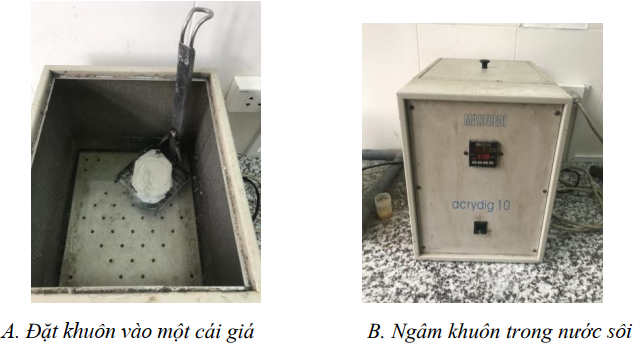 MANFREDI
acrydig 10
A. Đặt khuôn vào một cái giá
B. Ngâm khuôn trong nước sôi